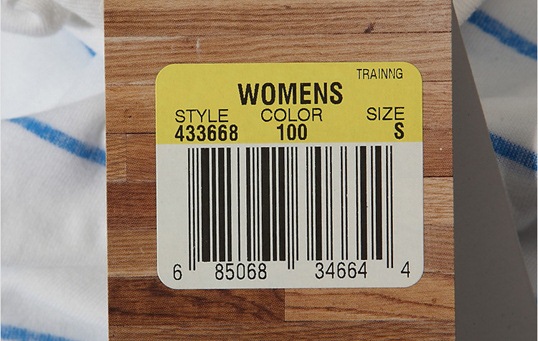 TRAINNG
WOMENS
STYLE COLOR SIZE
433668 100 S
6 85068 34664 4